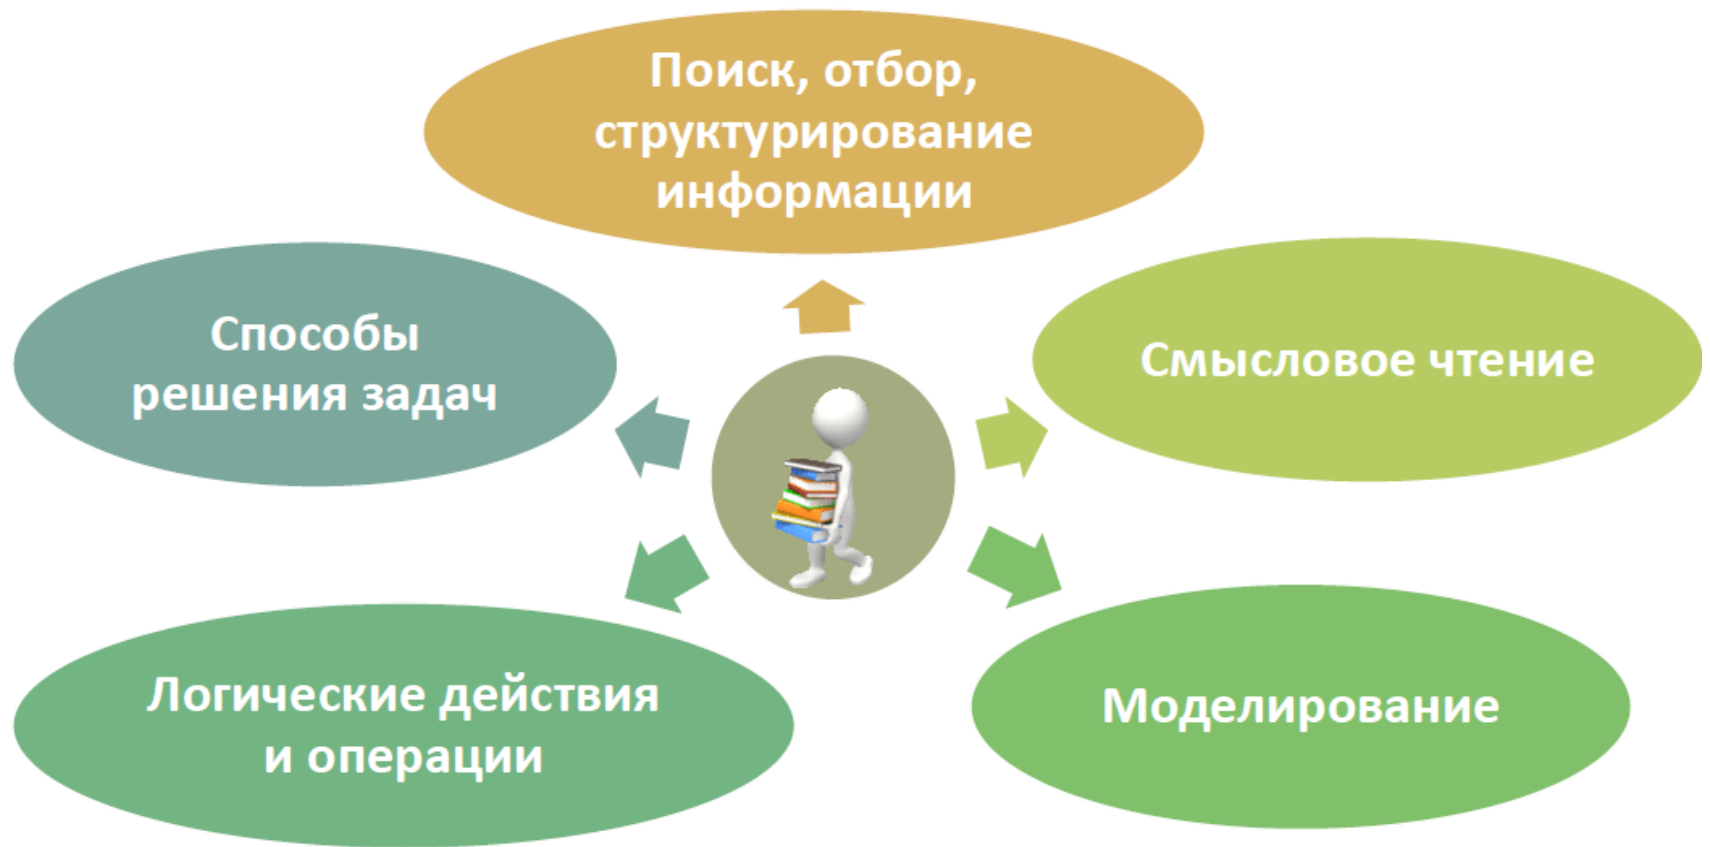 Поиск, отбор,
структурирование
информации
Способы
решения задач
Смысловое чтение
Логические действия
и операции
Моделирование